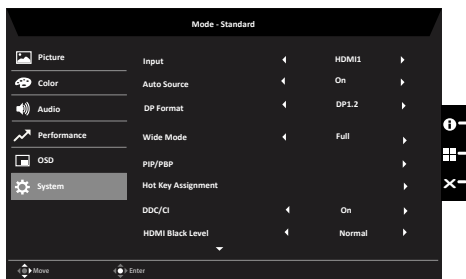 Mode - Standard
Picture
Color
Audio
Performance
OSD
System
Input HDMI1
Auto Source On
DP Format DP1.2
Wide Mode Full
PIP/PBP
Hot Key Assignment
DDC/CI On
HDMI Black Level Normal
Move Enter